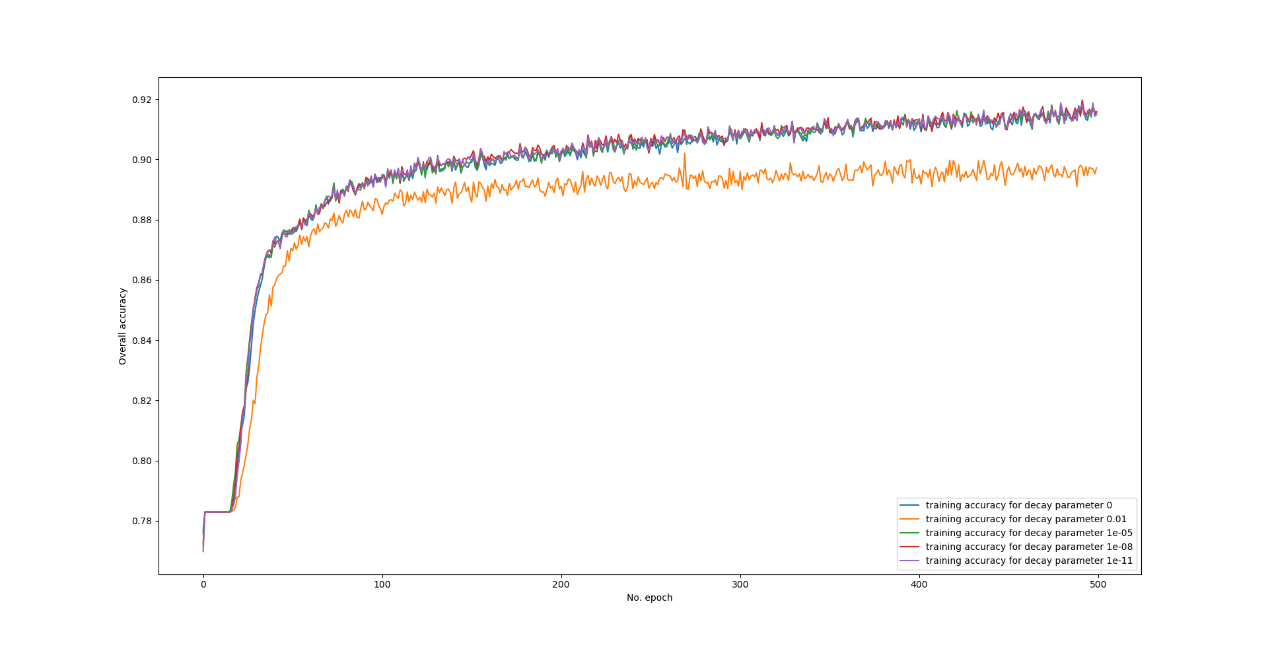 0.92
0.90
0.88
0.86
0.84
0.82
0.80
0.78
Overall accuracy
training accuracy for decay parameter 0
training accuracy for decay parameter 0.01
training accuracy for decay parameter 1e-05
training accuracy for decay parameter 1e-08
training accuracy for decay parameter 1e-11
0 100 200 300 400 500
No. epoch